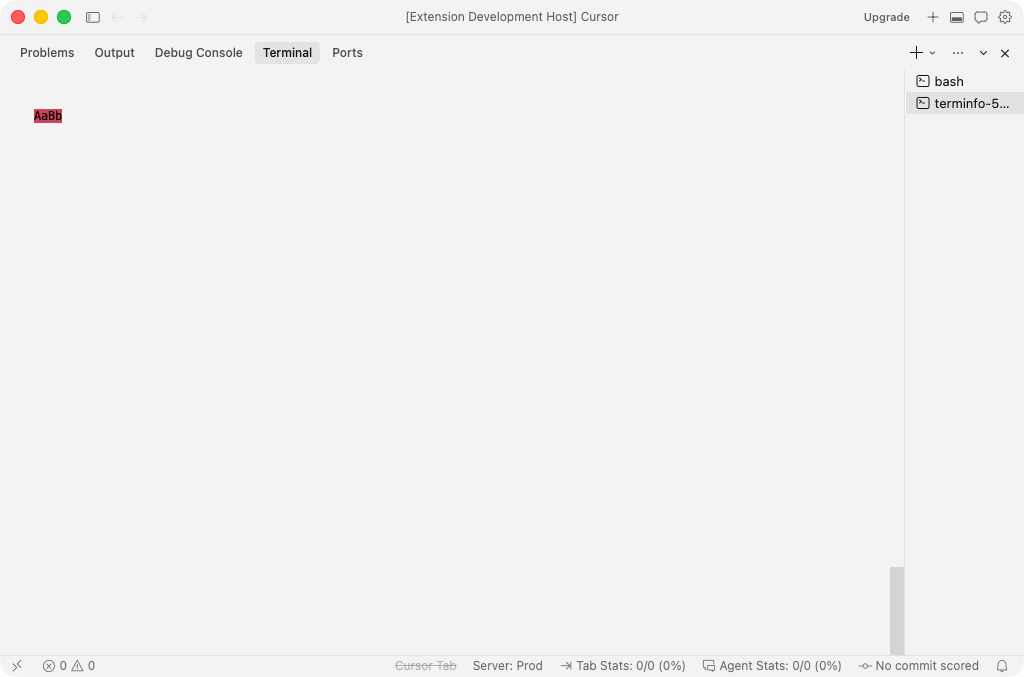 [Extension Development Host] Cursor
Upgrade
Problems Output Debug Console Terminal Ports
bash
AaBb
terminfo-5...
0 0
Cursor Tab Server: Prod Tab Stats: 0/0 (0%) Agent Stats: 0/0 (0%) No commit scored